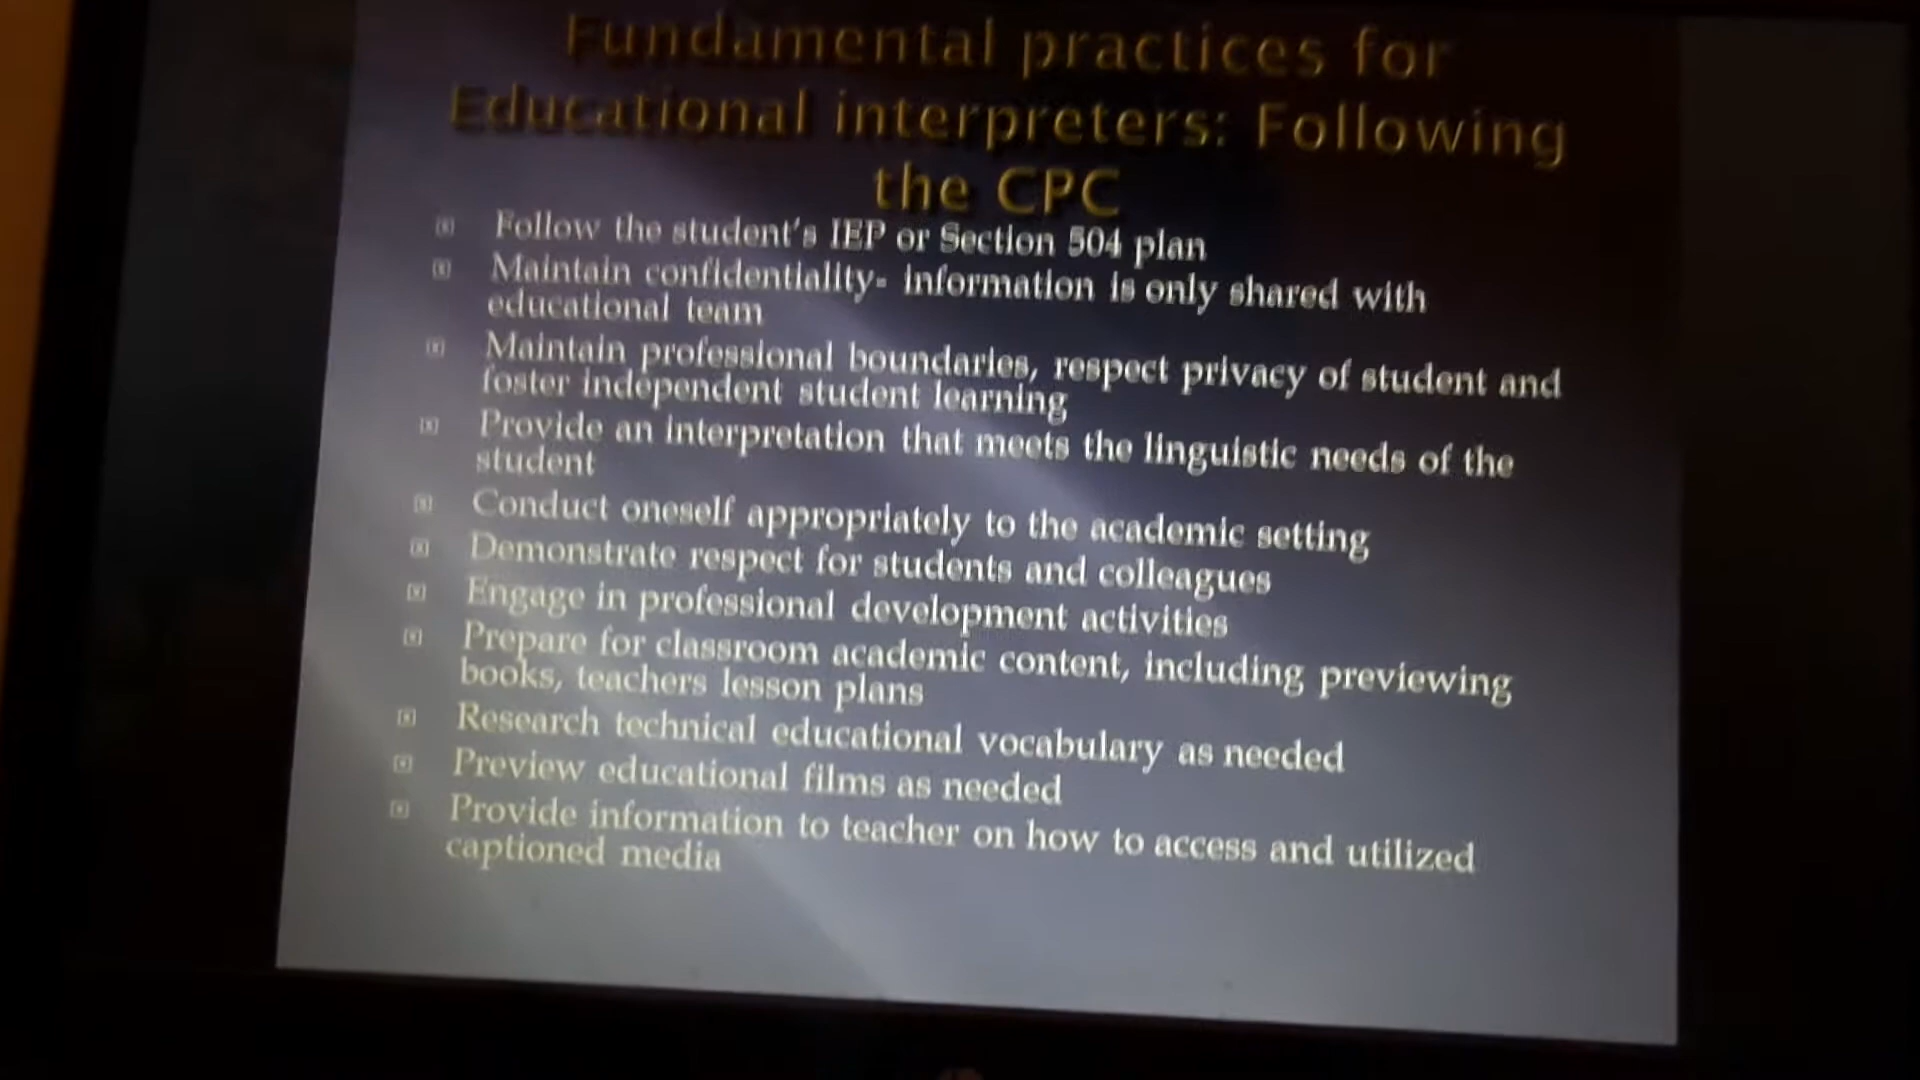 Fundamental practices for
Educational interpreters: Following
the CPC
Follow the student's IEP or Section 504 plan
Maintain confidentiality- information is only shared with
educational team
Maintain professional boundaries, respect privacy of student and
foster independent student learning
Provide an interpretation that meets the linguistic needs of the
student
Conduct oneself appropriately to the academic setting
Demonstrate respect for students and colleagues
Engage in professional development activities
Prepare for classroom academic content, including previewing
books, teachers lesson plans
Research technical educational vocabulary as needed
Preview educational films as needed
Provide information to teacher on how to access and utilized
captioned media